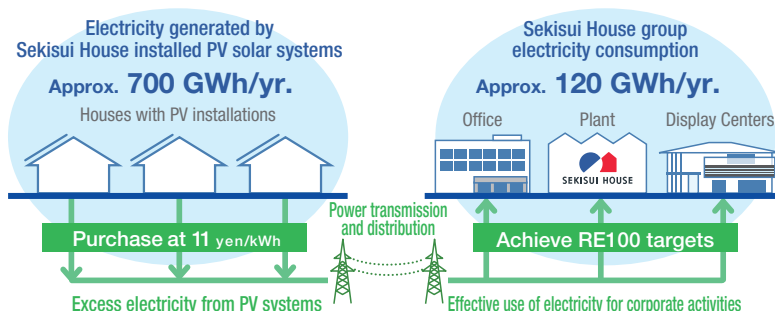 Electricity generated by
Sekisui House installed PV solar systems
Approx. 700 GWh/yr.
Houses with PV installations
Purchase at 11 yen/kWh
Excess electricity from PV systems
Power transmission
and distribution
Sekisui House group
electricity consumption
Approx. 120 GWh/yr.
Office
Plant
Display Centers
SEKISUI HOUSE
Achieve RE100 targets
Effective use of electricity for corporate activities